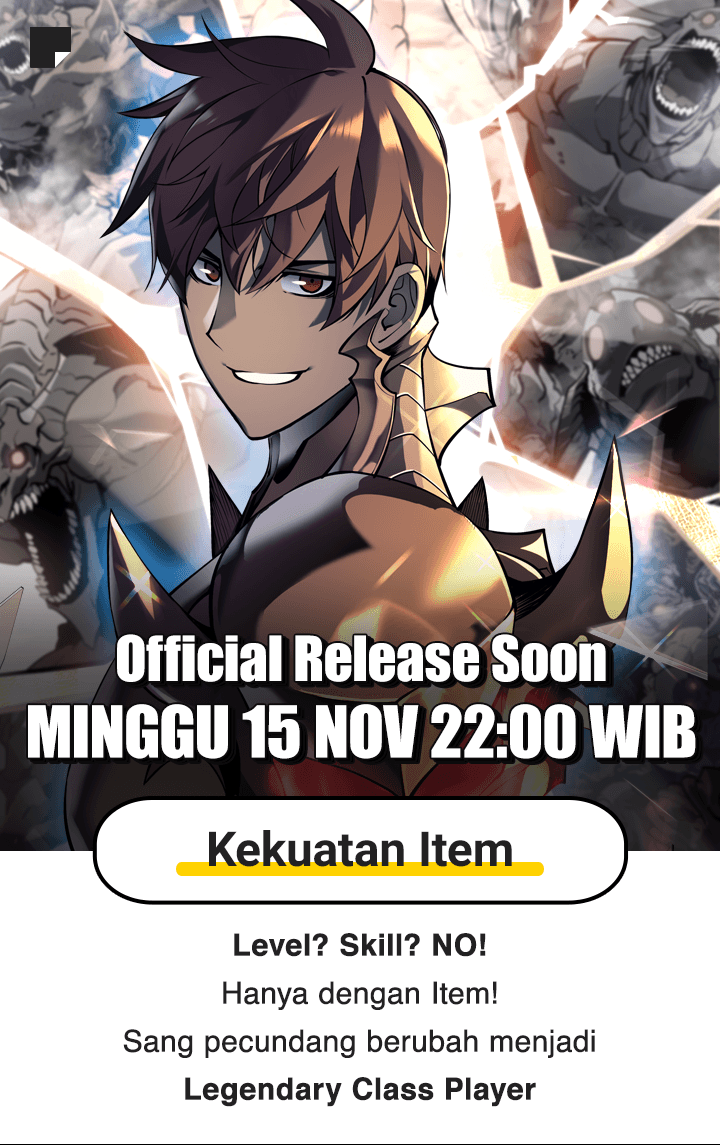 Official Release Soon
MINGGU 15 NOV 22:00 WIB
Kekuatan Item
Level? Skill? NO!
Hanya dengan Item!
Sang pecundang berubah menjadi
Legendary Class Player